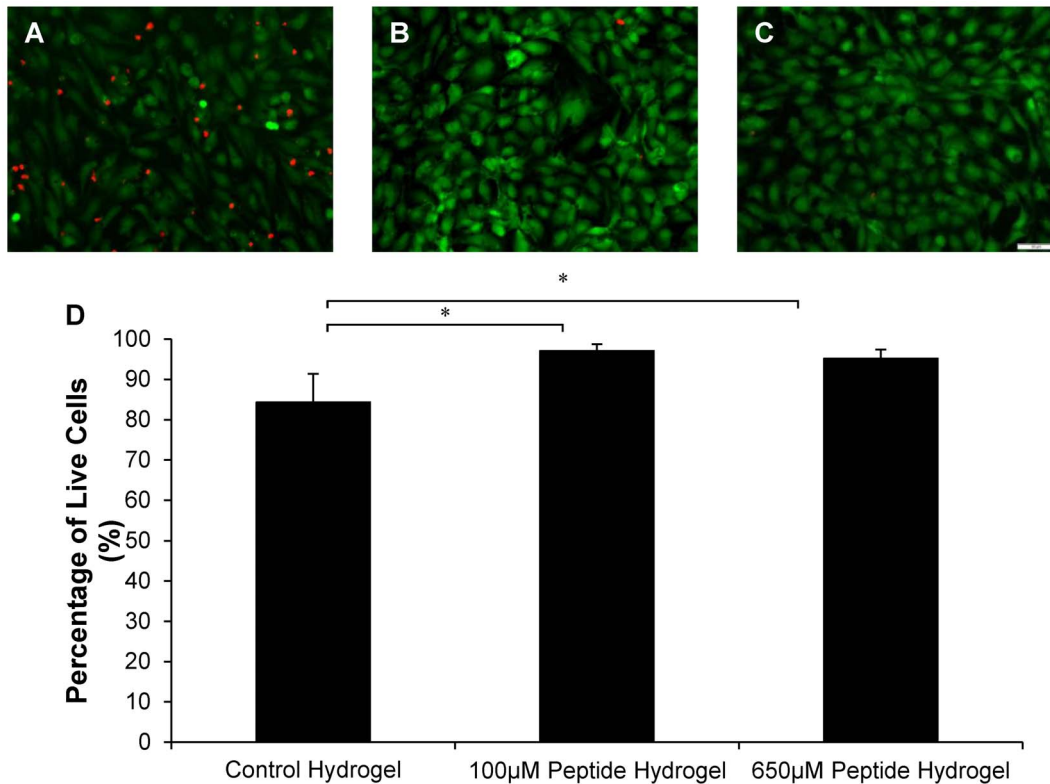 A
B
C
D
*
*
Percentage of Live Cells
(%)
100
90
80
70
60
50
40
30
20
10
0
Control Hydrogel
100µM Peptide Hydrogel
650µM Peptide Hydrogel